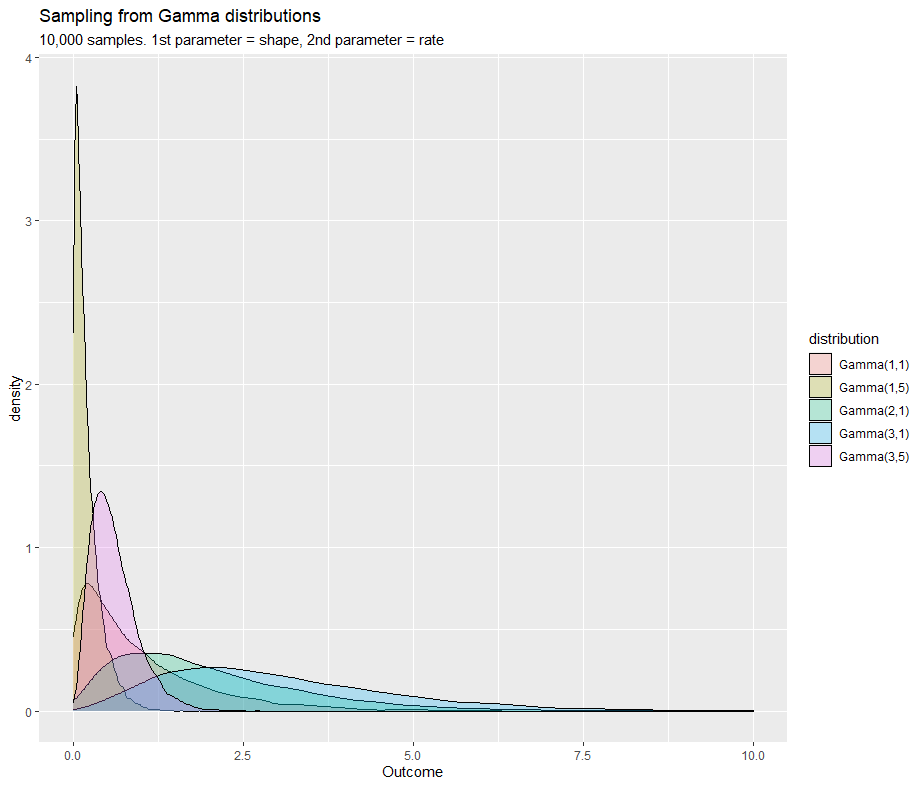 Sampling from Gamma distributions
10,000 samples. 1st parameter = shape, 2nd parameter = rate
4
3
2
1
0
density
0.0 2.5 5.0 7.5 10.0
Outcome
distribution
Gamma(1,1)
Gamma(1,5)
Gamma(2,1)
Gamma(3,1)
Gamma(3,5)